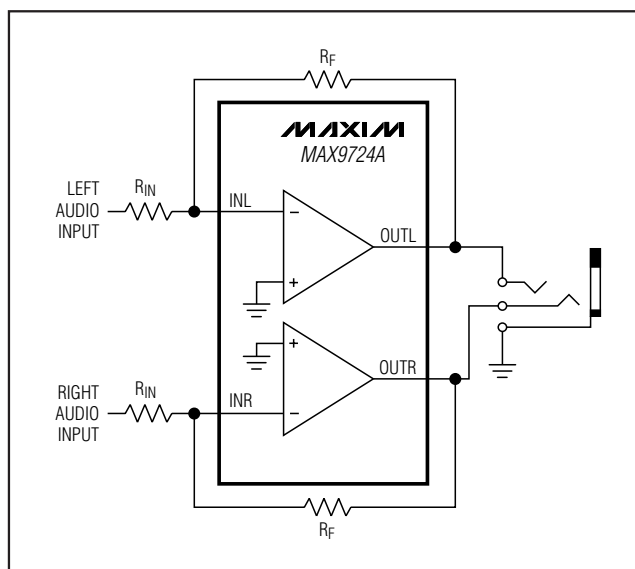 RF
MAXIM
MAX9724A
LEFT
AUDIO
INPUT
RIN
INL
−
+
OUTL
+
−
OUTR
RIGHT
AUDIO
INPUT
RIN
INR
RF